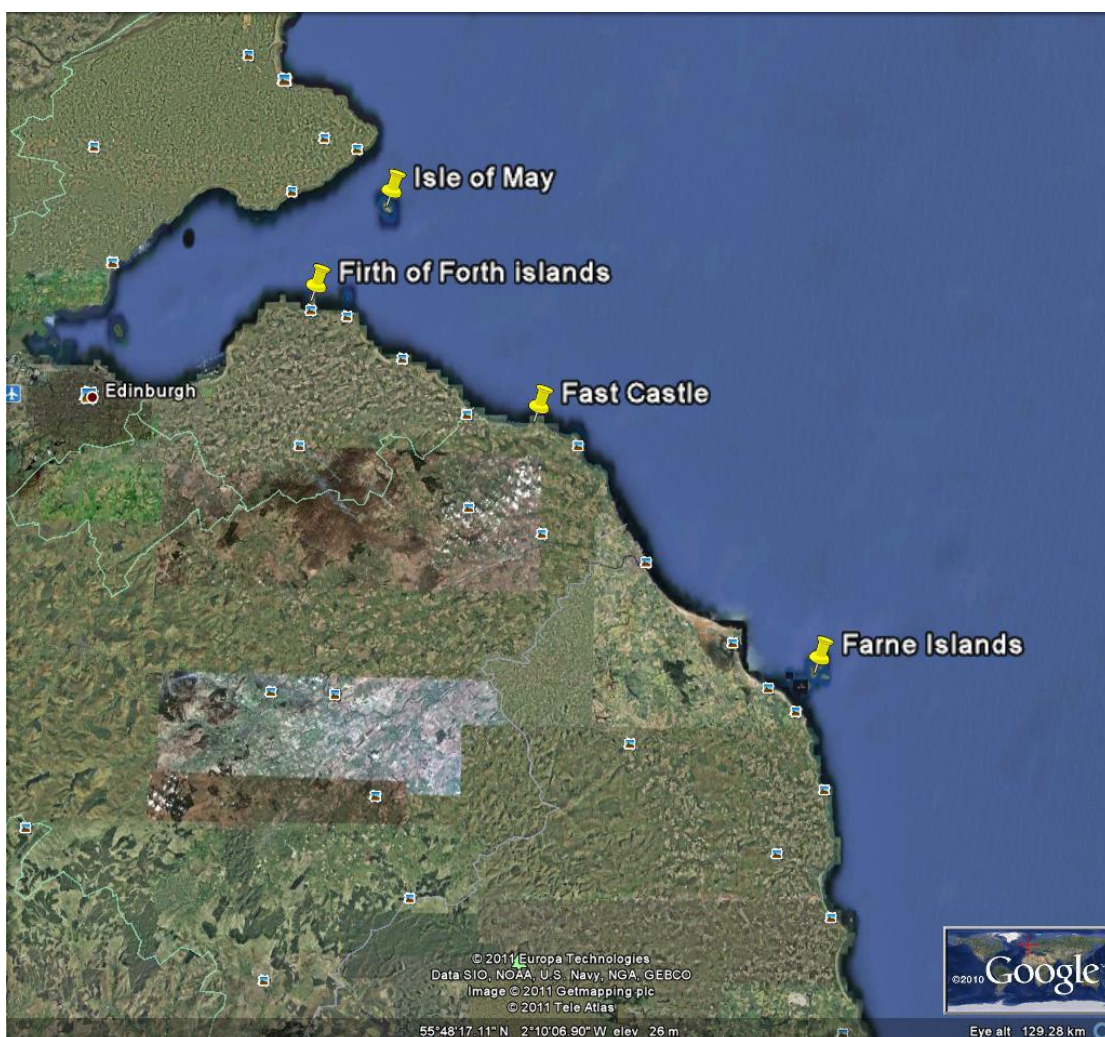 Isle of May
Firth of Forth islands
Edinburgh
Fast Castle
Farne Islands
© 2011 Europa Technologies
Data SIO, NOAA, U.S. Navy, NGA, GEBCO
Image © 2011 Getmapping plc
© 2011 Tele Atlas
©2010 Google
55°48'17.11" N 2°10'06.90" W elev 26 m
Eye alt 129.28 km